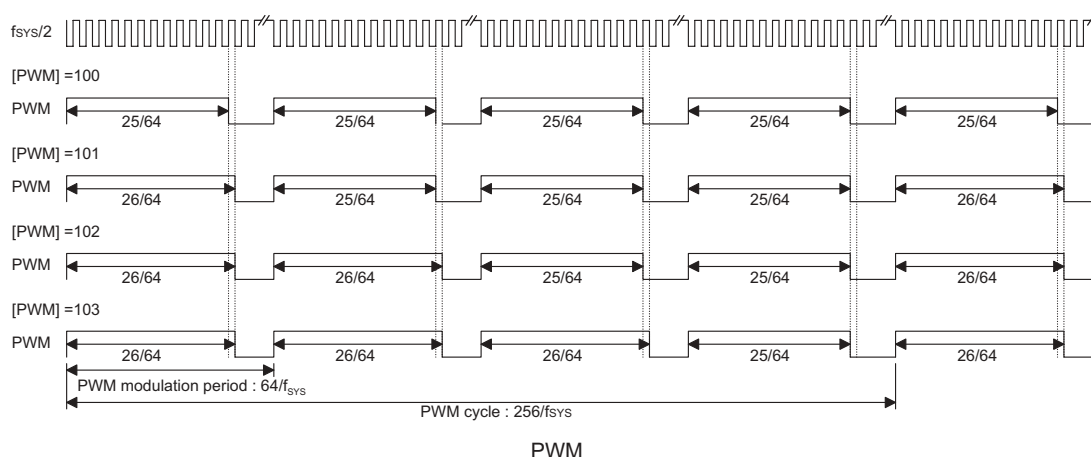 fSYS/2
[PWM] =100
PWM
25/64 25/64 25/64 25/64 25/64
[PWM] =101
PWM
26/64 25/64 25/64 25/64 26/64
[PWM] =102
PWM
26/64 26/64 25/64 25/64 26/64
[PWM] =103
PWM
26/64 26/64 26/64 25/64 26/64
PWM modulation period : 64/fSYS
PWM cycle : 256/fSYS
PWM